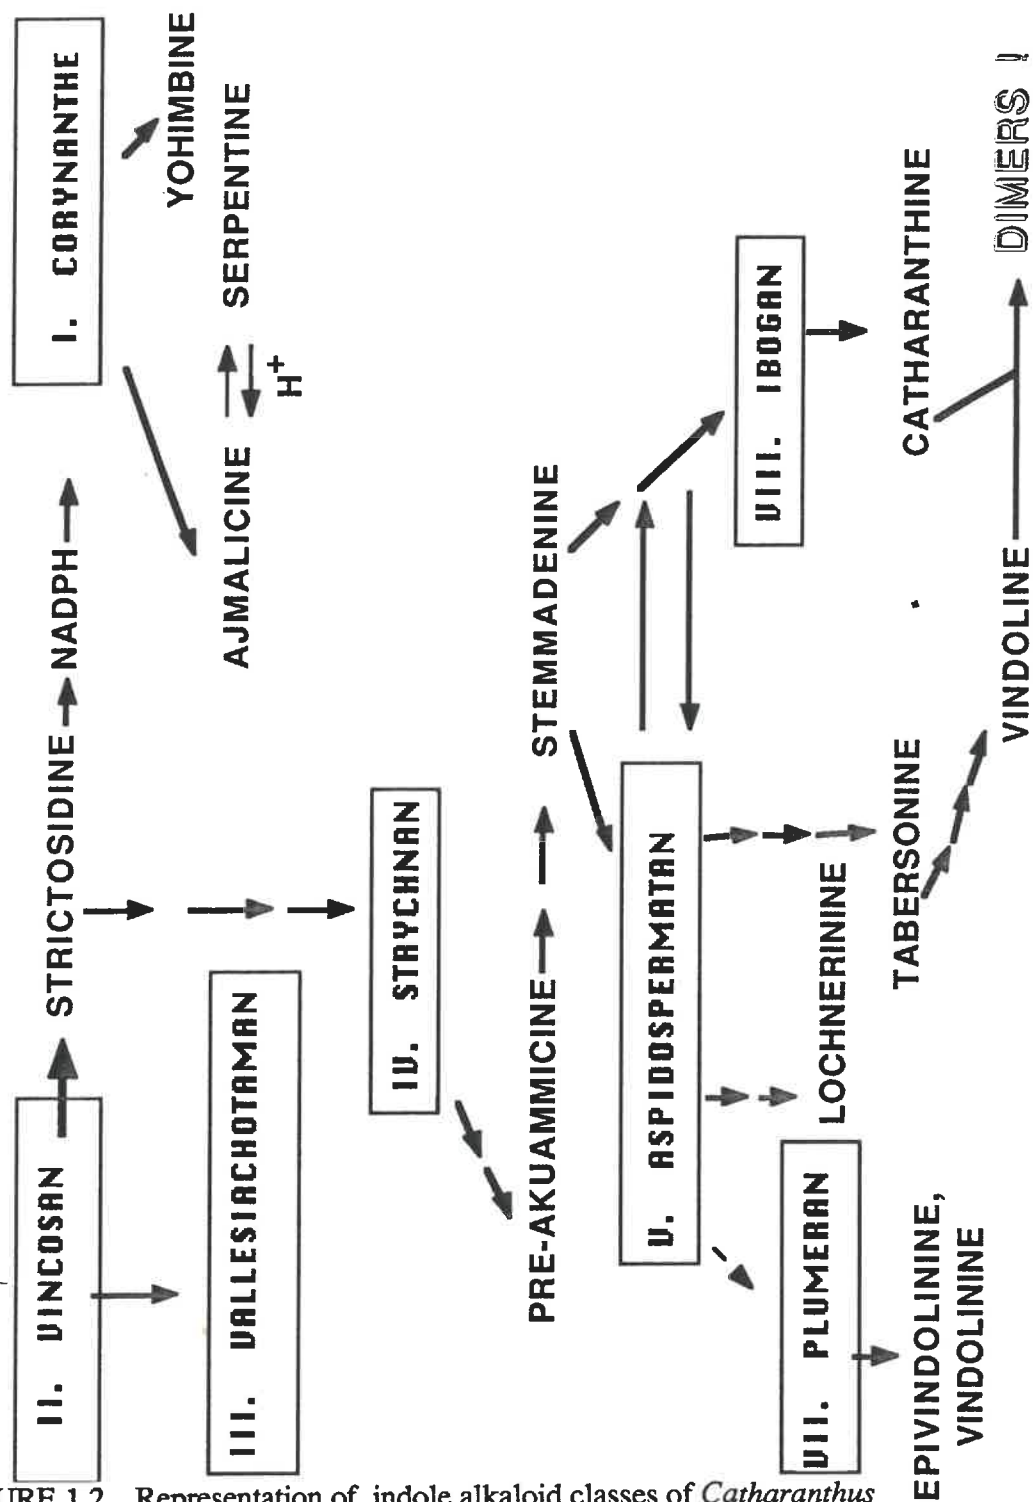 II. VINCOSAN
STRICTOSIDINE
NADPH
I. CORYNANTHE
YOHIMBINE
AJMALICINE
SERPENTINE
H+
III. VALLESIACHOTAMAN
IV. STAYCHNAN
PRE-AKUAMMICINE
STEMMADENINE
V. ASPIDOSPERMATAN
VIII. IBOGAN
VII. PLUMERAN
LOCHNERININE
TABERSONINE
CATHARANTHINE
EPIVINDOLININE,
VINDOLININE
VINDOLINE
DIMERS !
URE 1.2 Representation of indole alkaloid classes of Catharanthus